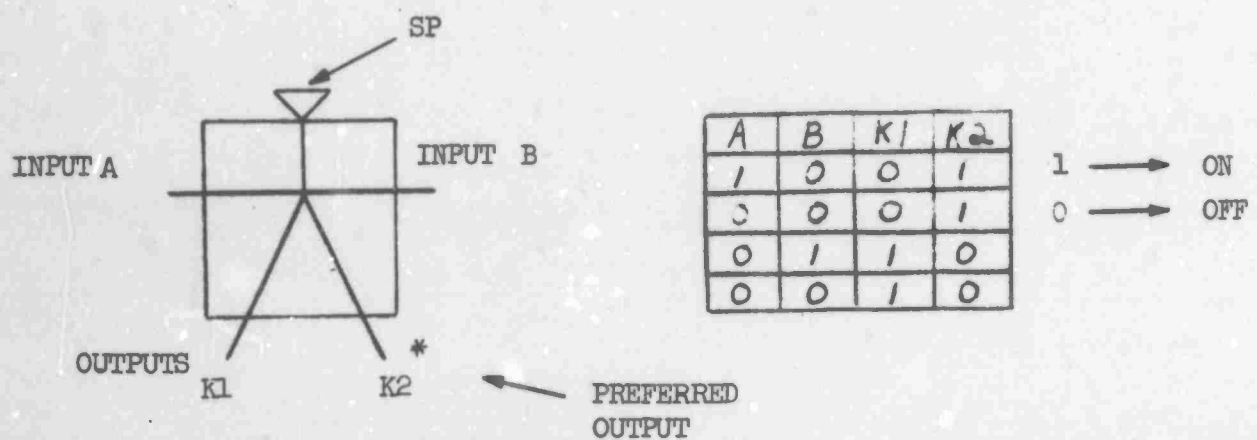 SP
INPUT A
INPUT B
OUTPUTS
K1
K2
*
PREFERRED
OUTPUT
A B K1 K2
1 0 0 1
0 0 0 1
0 1 1 0
0 0 1 0
1 → ON
0 → OFF